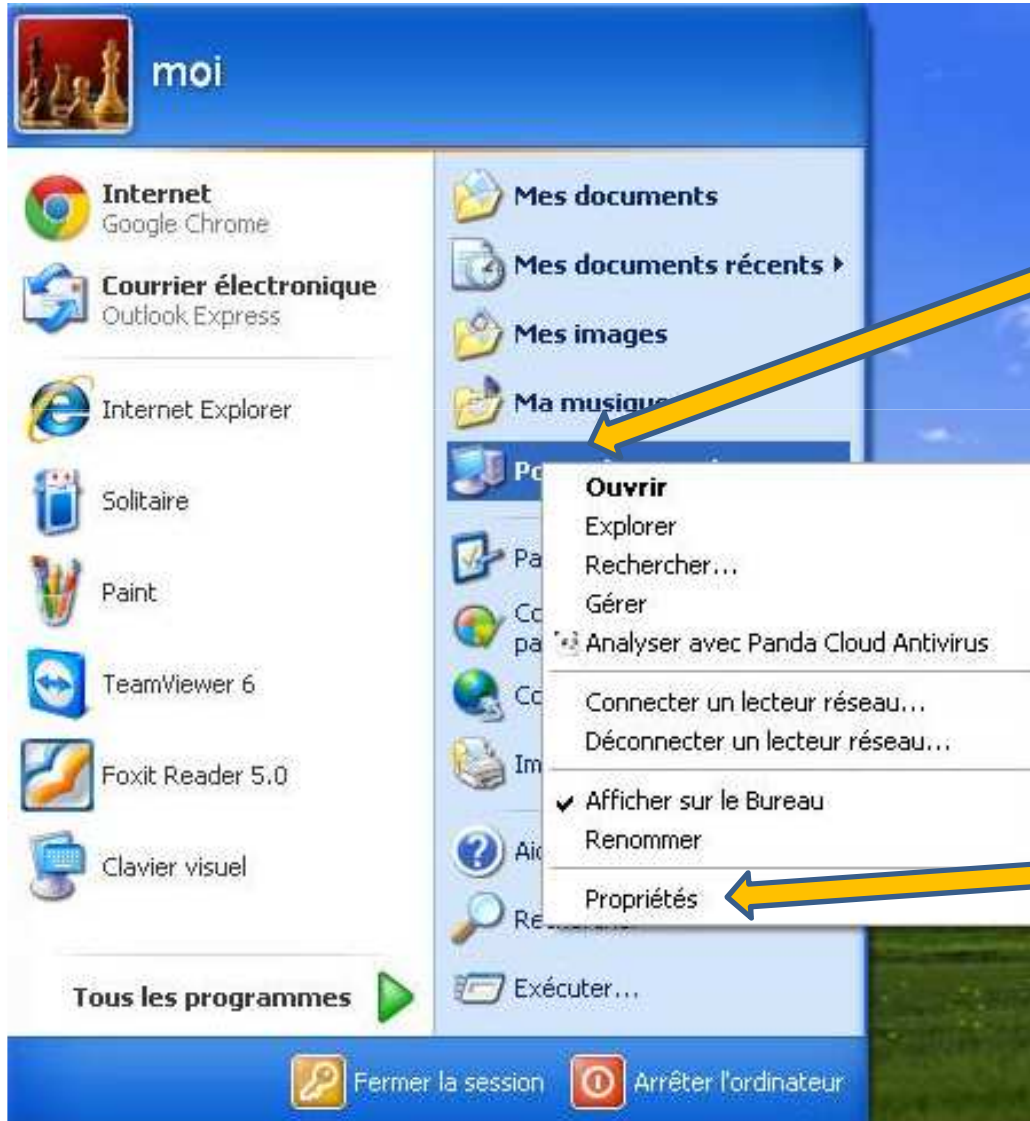 moi
Internet
Google Chrome
Courrier électronique
Outlook Express
Internet Explorer
Solitaire
Paint
TeamViewer 6
Foxit Reader 5.0
Clavier visuel
Tous les programmes
Mes documents
Mes documents récents
Mes images
Ma musique
Ouvrir
Explorer
Rechercher...
Gérer
Analyser avec Panda Cloud Antivirus
Connecter un lecteur réseau...
Déconnecter un lecteur réseau...
Afficher sur le Bureau
Renommer
Propriétés
Exécuter...
Fermer la session
Arrêter l'ordinateur